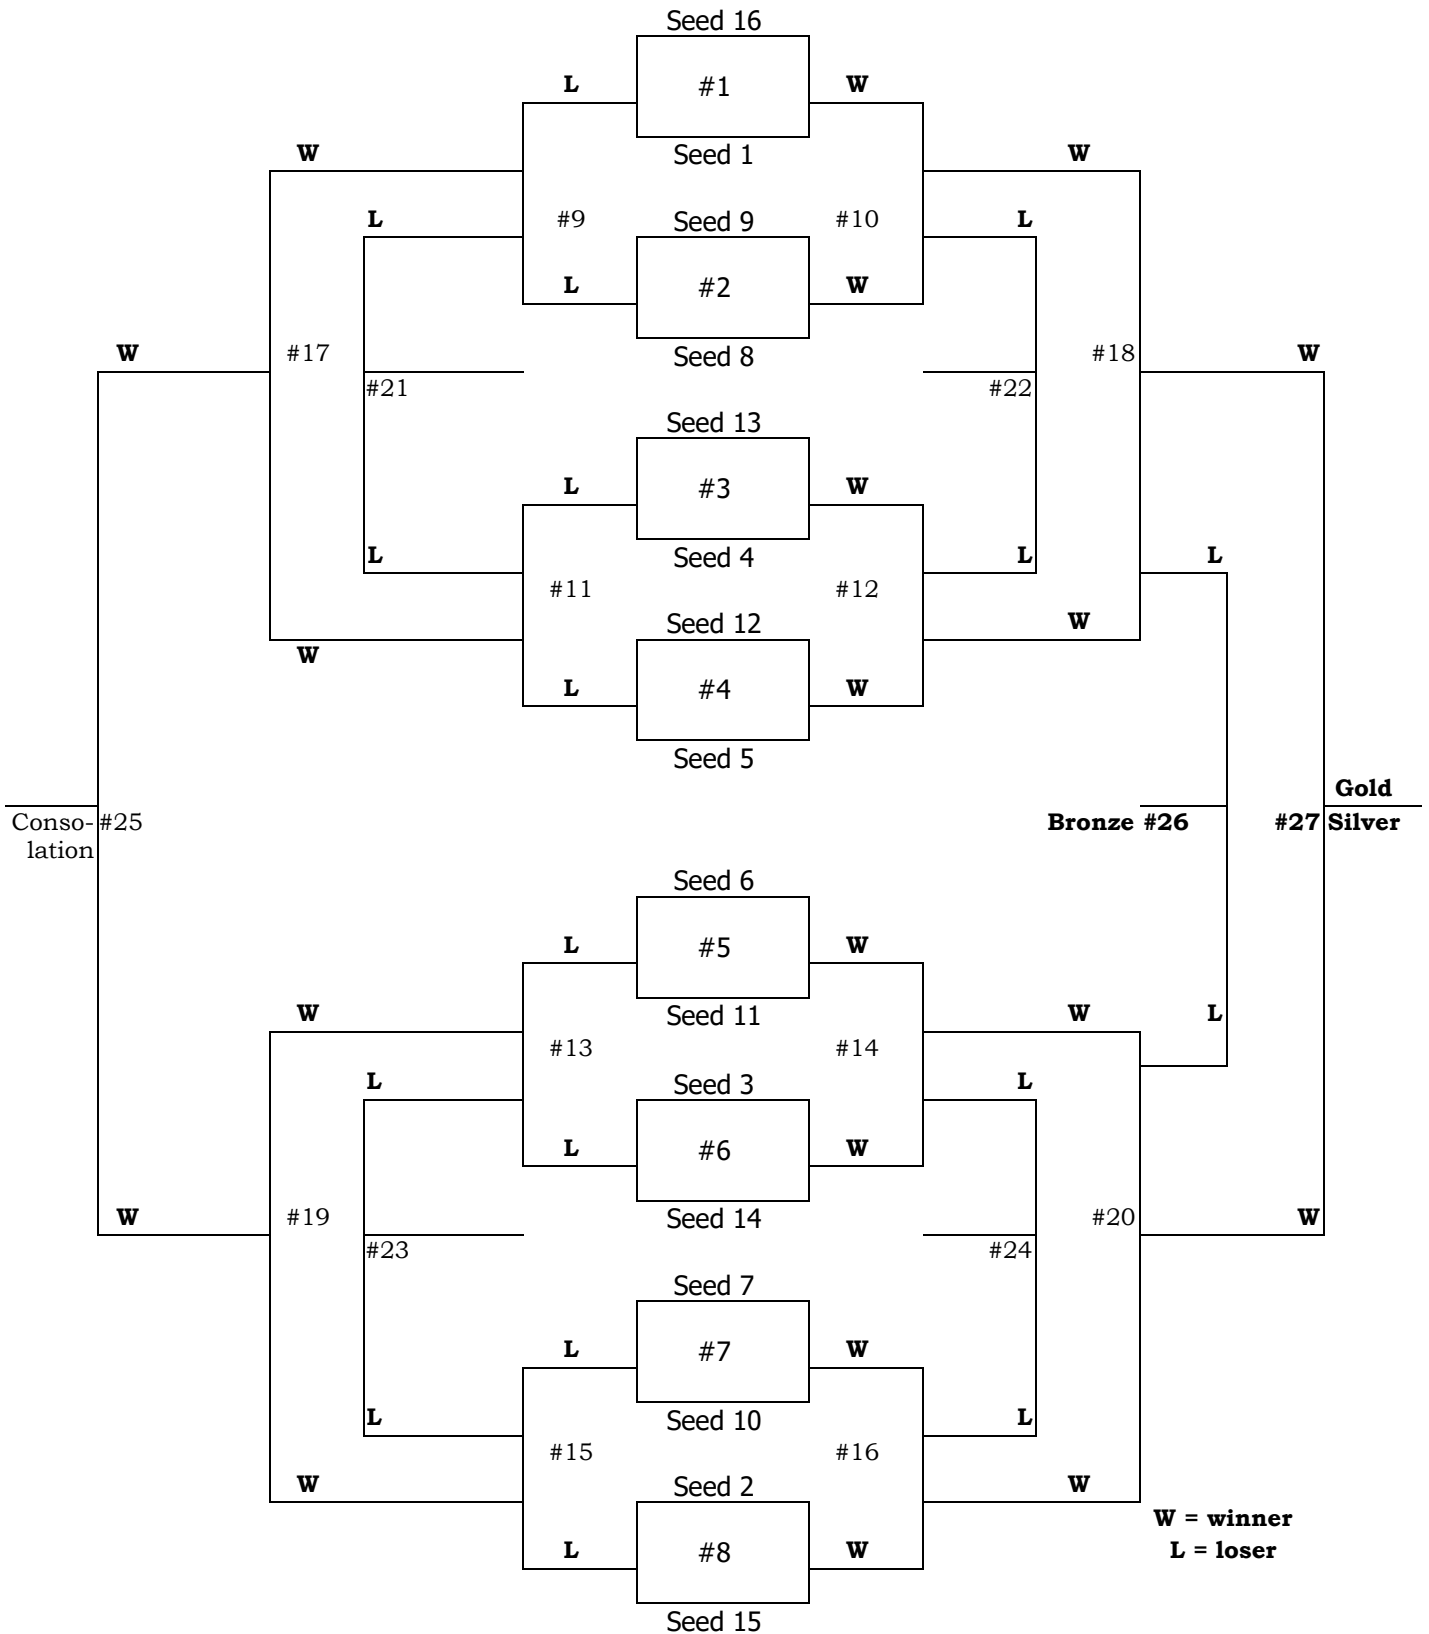 Seed 16
L #1 W
W Seed 1 W
L #9 Seed 9 #10 L
L #2 W
W #17 Seed 8 #18 W
#21 #22
Seed 13
L #3 W
L Seed 4 L L
#11 #12
W Seed 12 W
L #4 W
Seed 5
Gold
Conso- #25 Bronze #26 #27 Silver
lation
Seed 6
L #5 W
W Seed 11 W L
#13 #14
L Seed 3 L
L #6 W
W #19 Seed 14 #20 W
#23 #24
Seed 7
L #7 W
L Seed 10 L
#15 #16
W Seed 2 W
W = winner
L #8 W L = loser
Seed 15